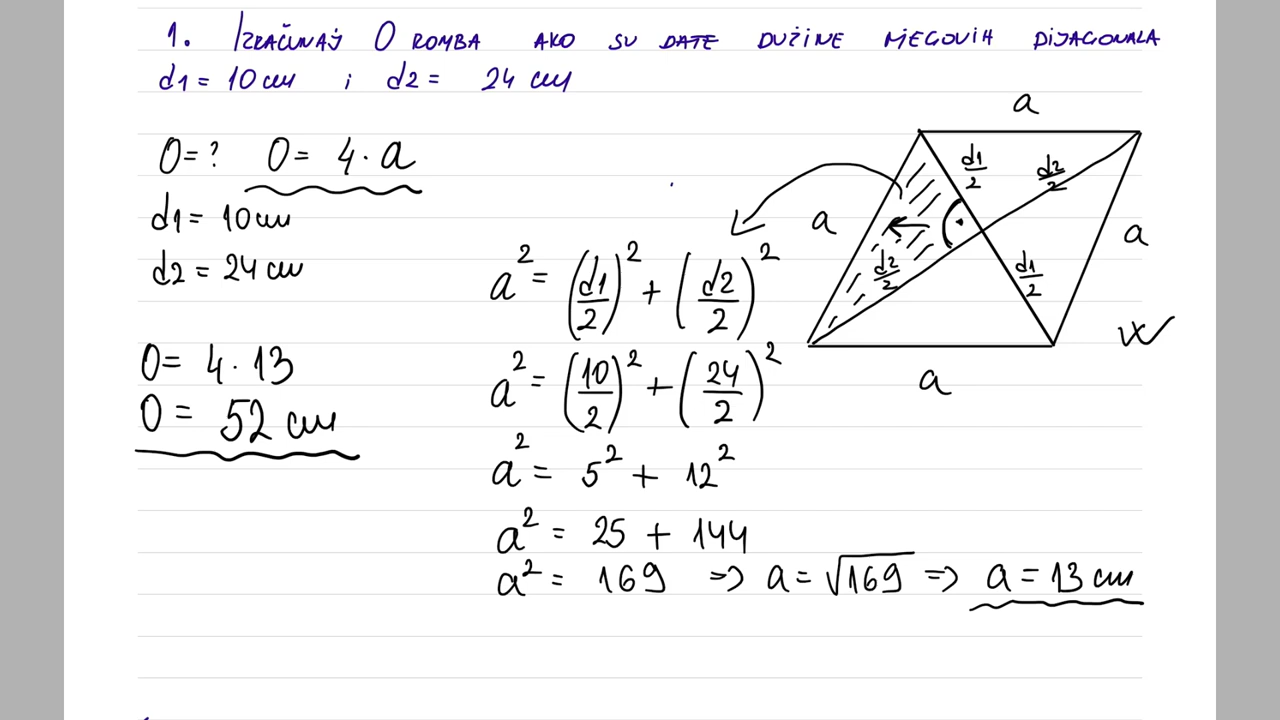 1. IZRAČUNAJ O ROMBA AKO SU DATE DUŽINE NJEGOVIH DIJAGONALA
d1 = 10 cm i d2 = 24 cm
O = ? O = 4 · a
d1 = 10 cm
d2 = 24 cm
O = 4 · 13
O = 52 cm
a² = (d1/2)² + (d2/2)²
a² = (10/2)² + (24/2)²
a² = 5² + 12²
a² = 25 + 144
a² = 169 => a = √169 => a = 13 cm
a
d1/2 d2/2
a
a
d2/2 d1/2
a